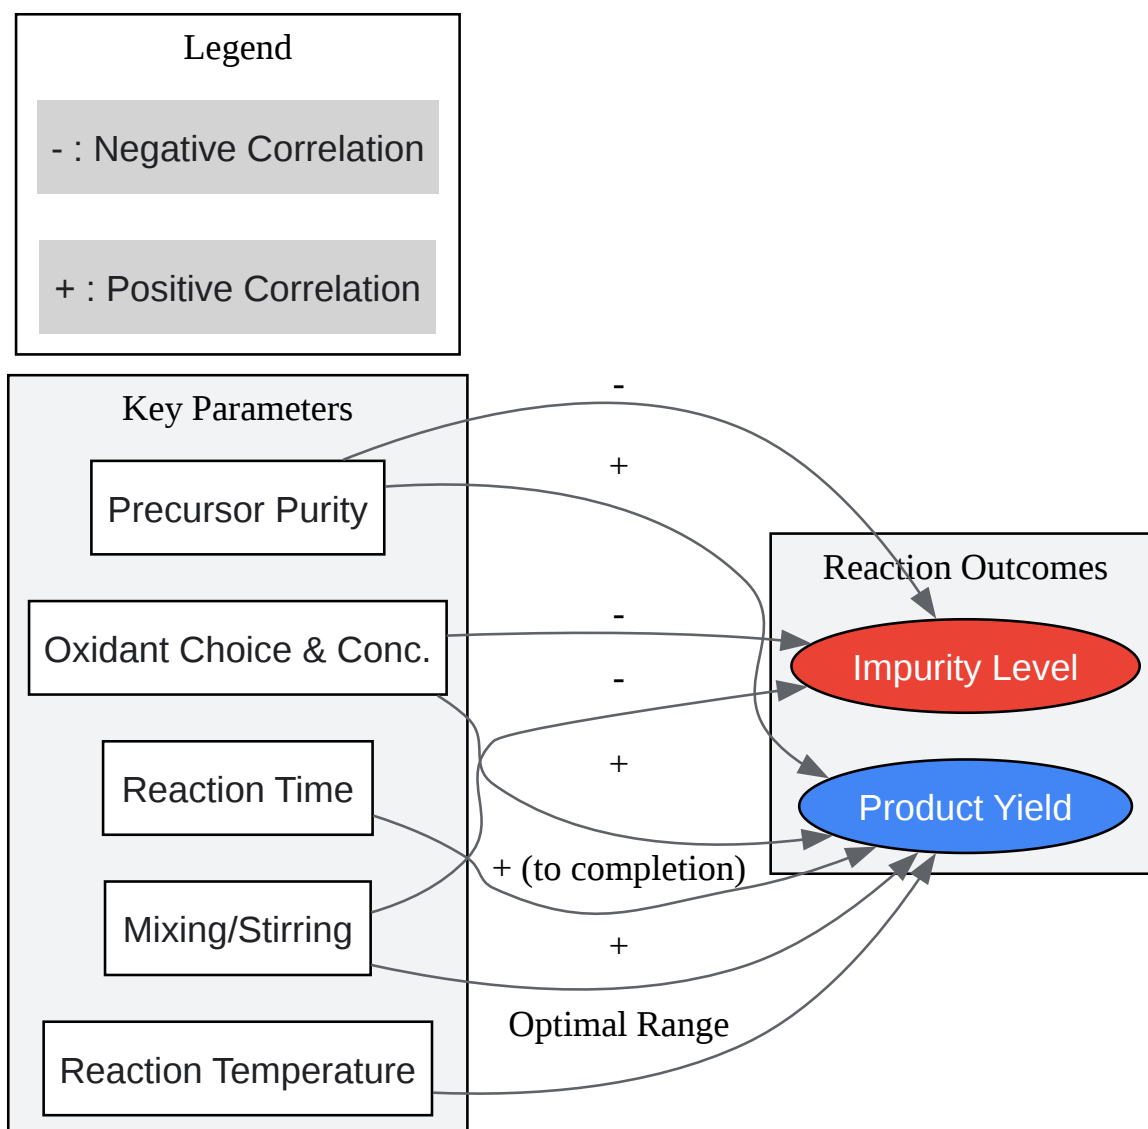 Legend
- : Negative Correlation
+ : Positive Correlation
Key Parameters
Precursor Purity
Oxidant Choice & Conc.
Reaction Time
Mixing/Stirring
Reaction Temperature
-
+
-
-
+
+ (to completion)
+
Optimal Range
Reaction Outcomes
Impurity Level
Product Yield